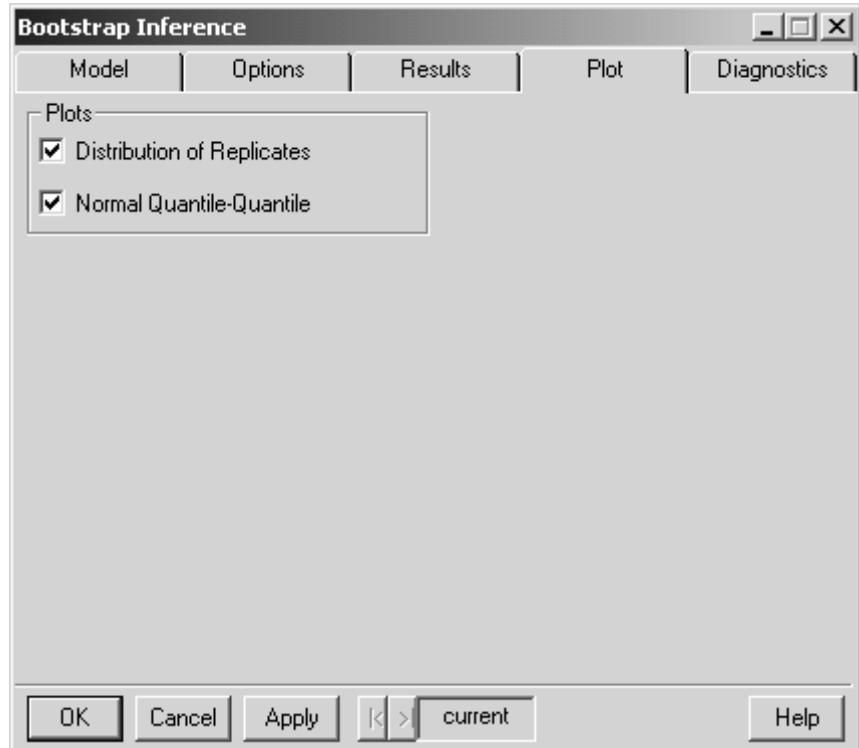 Bootstrap Inference
Model Options Results Plot Diagnostics
Plots
Distribution of Replicates
Normal Quantile-Quantile
OK Cancel Apply |< >| current Help